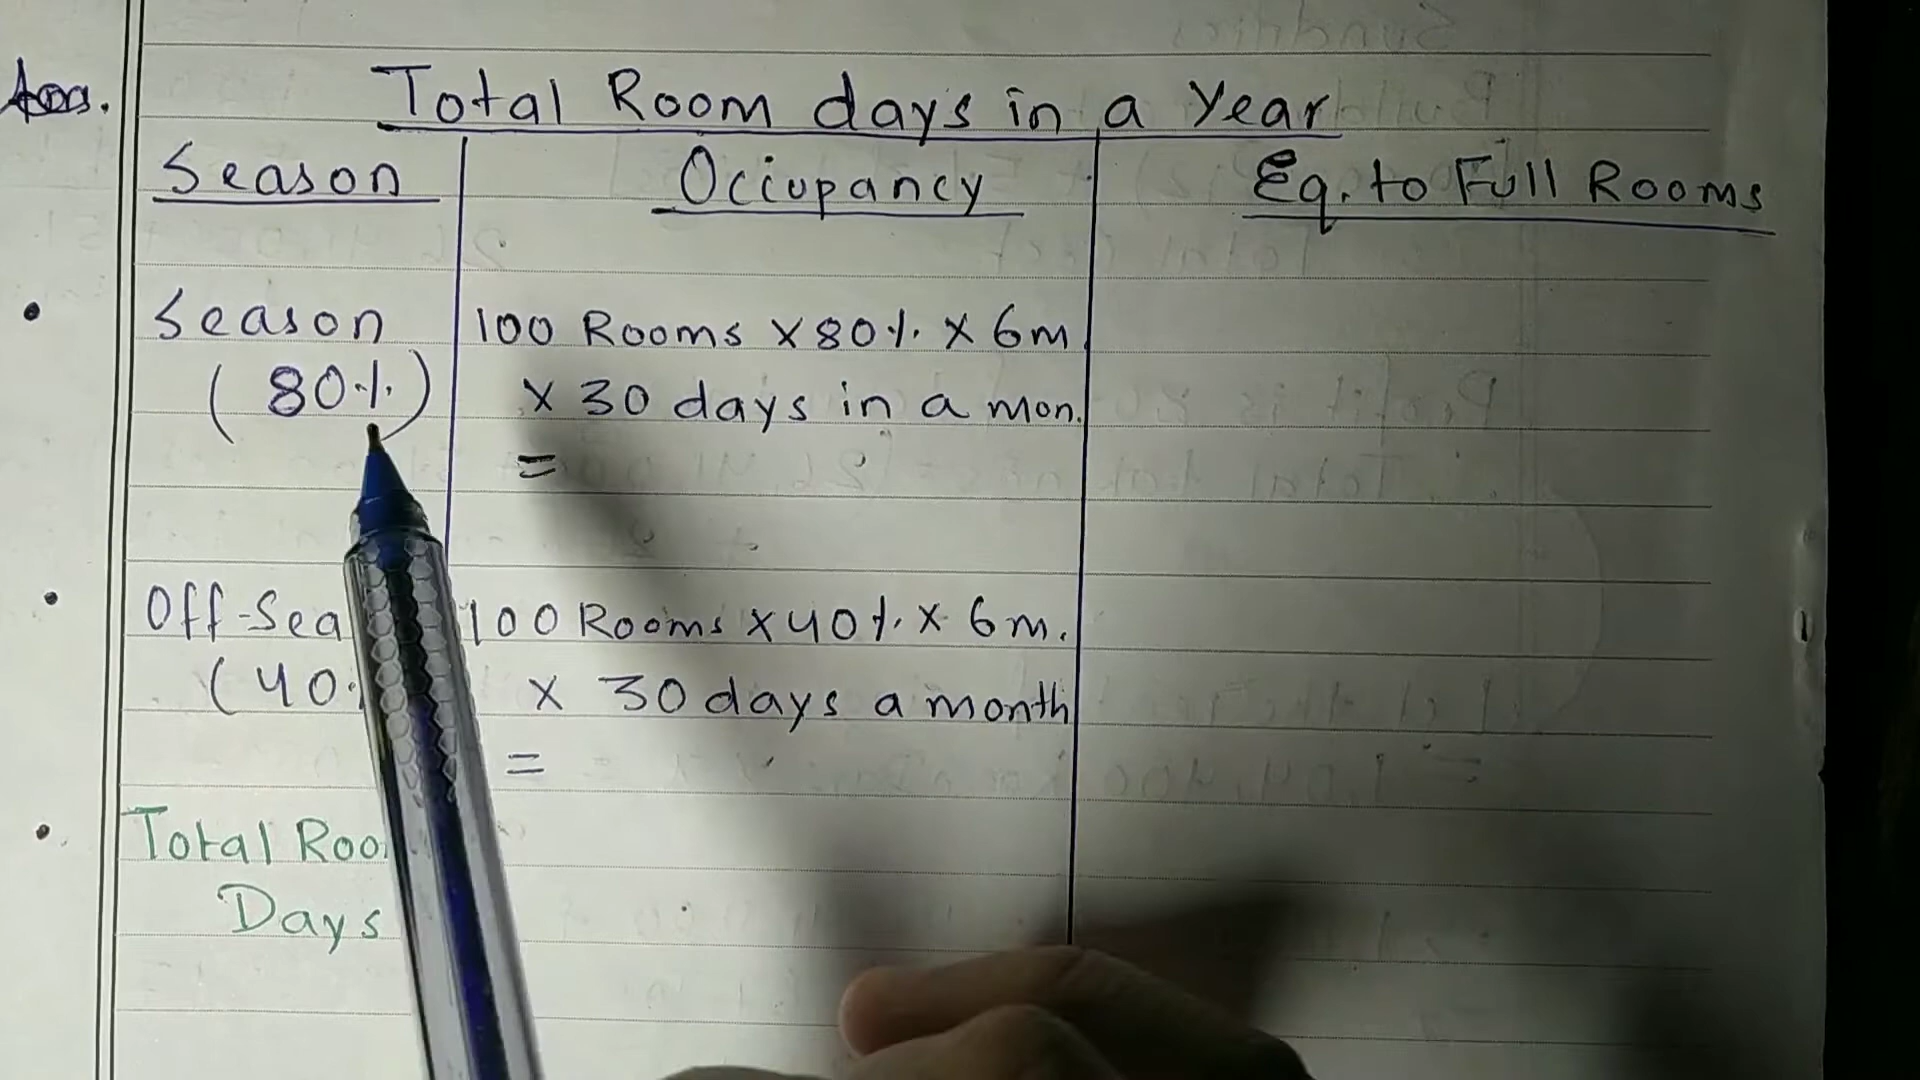 Ans.
Total Room days in a Year
Season Occupancy Eq. to Full Rooms
Season 100 Rooms x 80% x 6m
(80%) x 30 days in a mon.
=
Off-Sea 100 Rooms x 40% x 6m.
(40% x 30 days a month
=
Total Roo
Days